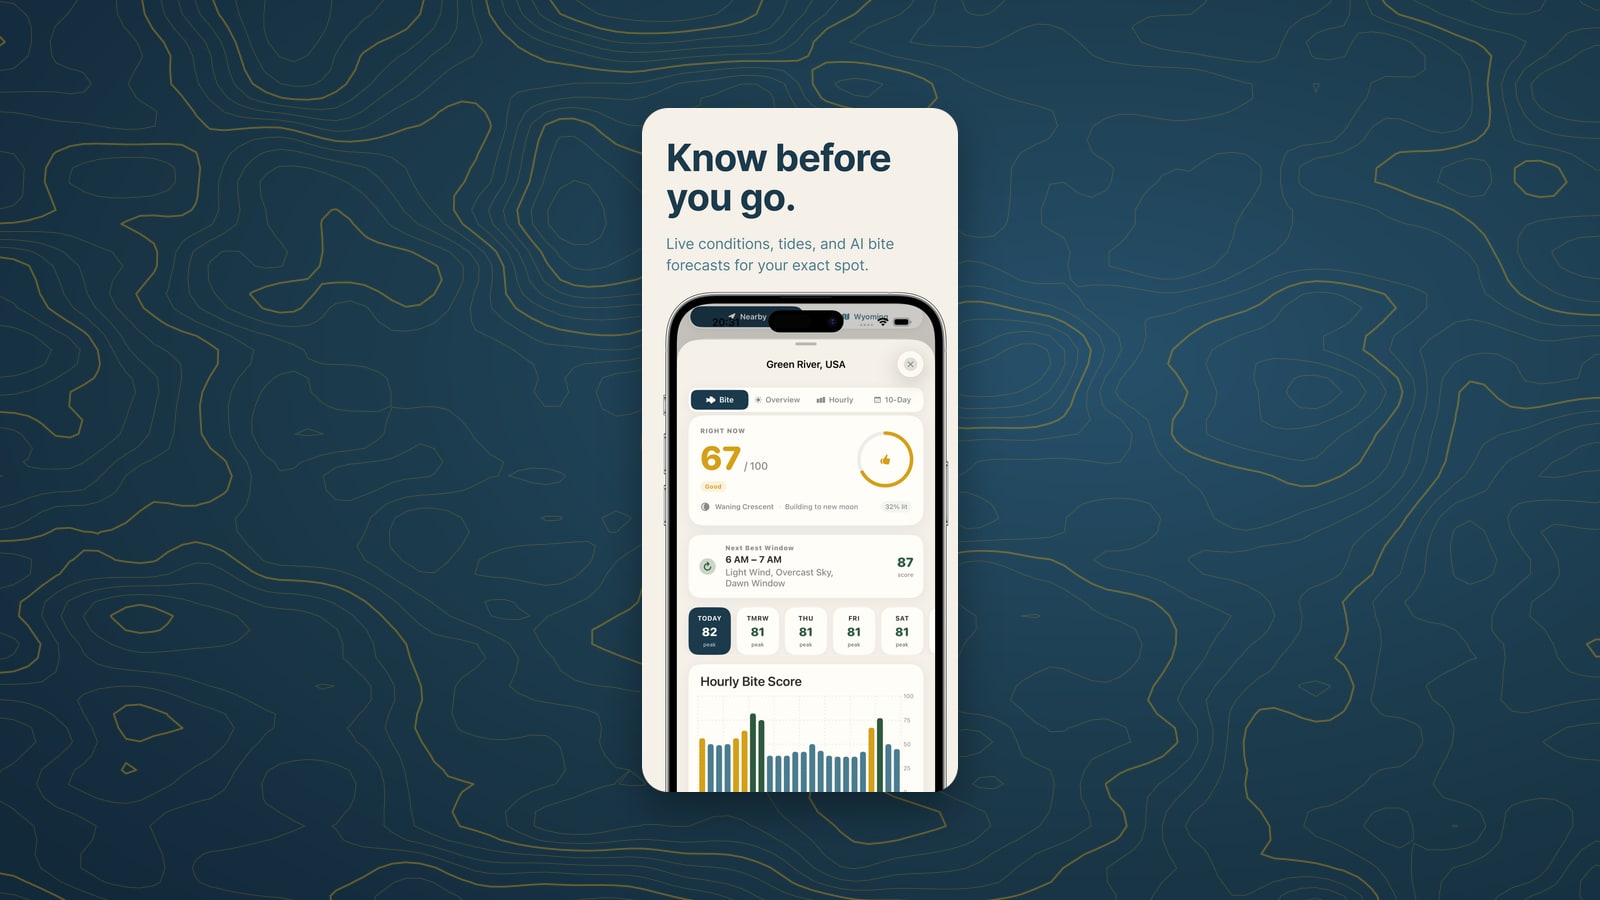 Know before
you go.
Live conditions, tides, and AI bite
forecasts for your exact spot.
20:31
Nearby
Wyoming
Green River, USA
Bite
Overview
Hourly
10-Day
RIGHT NOW
67 / 100
Good
Waning Crescent · Building to new moon
32% lit
Next Best Window
6 AM – 7 AM
Light Wind, Overcast Sky,
Dawn Window
87
score
TODAY
82
peak
TMRW
81
peak
THU
81
peak
FRI
81
peak
SAT
81
peak
Hourly Bite Score
100
75
50
25